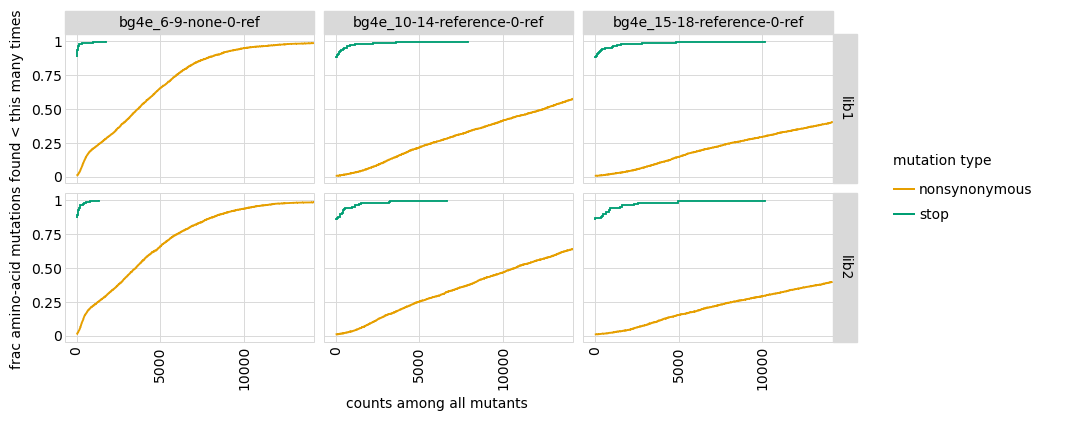 bg4e_6-9-none-0-ref
bg4e_10-14-reference-0-ref
bg4e_15-18-reference-0-ref
frac amino-acid mutations found < this many times
1
0.75
0.50
0.25
0
lib1
1
0.75
0.50
0.25
0
lib2
0
5000
10000
0
5000
10000
0
5000
10000
counts among all mutants
mutation type
nonsynonymous
stop